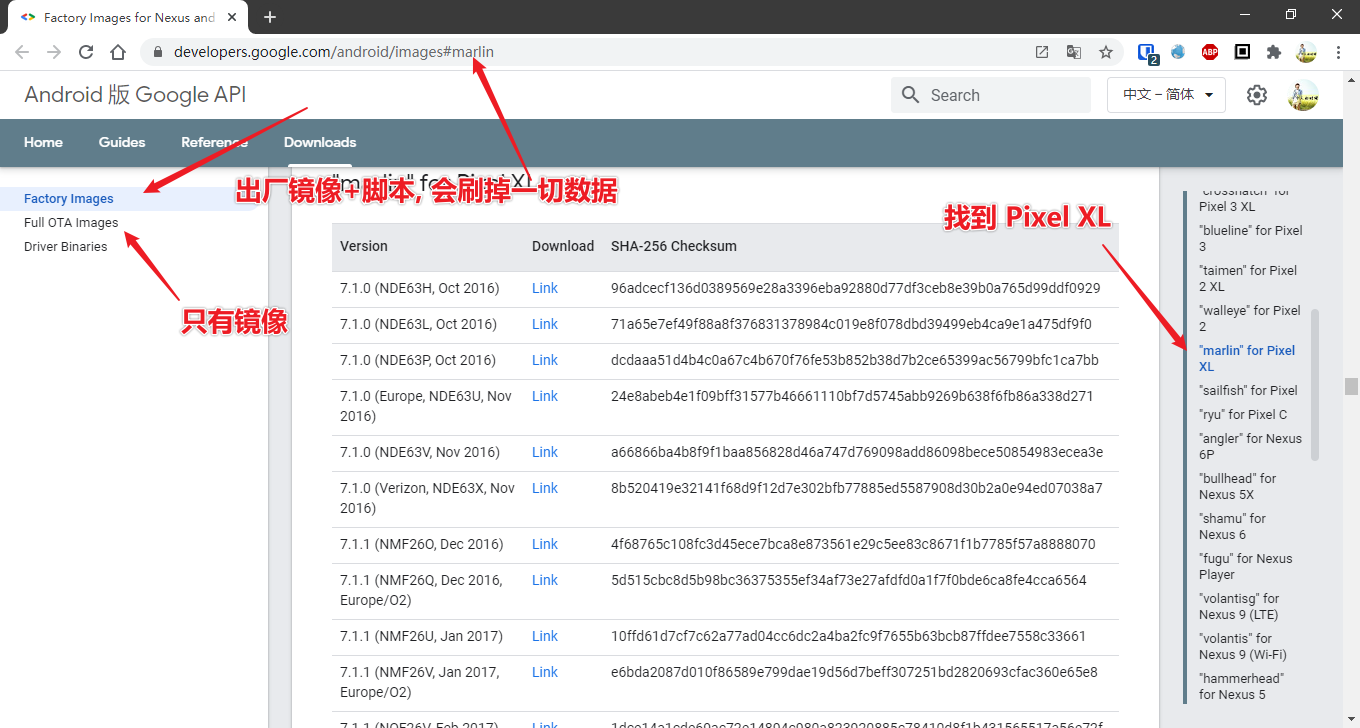 Factory Images for Nexus and
developers.google.com/android/images#marlin
2
ABP
Android 版 Google API
Search
中文 – 简体
Home Guides Reference Downloads
Factory Images
Full OTA Images
Driver Binaries
出厂镜像+脚本, 会刷掉一切数据
只有镜像
找到 Pixel XL
"marlin" for Pixel XL
Version Download SHA-256 Checksum
7.1.0 (NDE63H, Oct 2016) Link 96adcecf136d0389569e28a3396eba92880d77df3ceb8e39b0a765d99ddf0929
7.1.0 (NDE63L, Oct 2016) Link 71a65e7ef49f88a8f376831378984c019e8f078dbd39499eb4ca9e1a475df9f0
7.1.0 (NDE63P, Oct 2016) Link dcdaaa51d4b4c0a67c4b670f76fe53b852b38d7b2ce65399ac56799bfc1ca7bb
7.1.0 (Europe, NDE63U, Nov Link 24e8abeb4e1f09bff31577b46661110bf7d5745abb9269b638f6fb86a338d271
2016)
7.1.0 (NDE63V, Nov 2016) Link a66866ba4b8f9f1baa856828d46a747d769098add86098bece50854983ecea3e
7.1.0 (Verizon, NDE63X, Nov Link 8b520419e32141f68d9f12d7e302bfb77885ed5587908d30b2a0e94ed07038a7
2016)
7.1.1 (NMF26O, Dec 2016) Link 4f68765c108fc3d45ece7bca8e873561e29c5ee83c8671f1b7785f57a8888070
7.1.1 (NMF26Q, Dec 2016, Link 5d515cbc8d5b98bc36375355ef34af73e27afdfd0a1f7f0bde6ca8fe4cca6564
Europe/O2)
7.1.1 (NMF26U, Jan 2017) Link 10ffd61d7cf7c62a77ad04cc6dc2a4ba2fc9f7655b63bcb87ffdee7558c33661
7.1.1 (NMF26V, Jan 2017, Link e6bda2087d010f86589e799dae19d56d7beff307251bd2820693cfac360e65e8
Europe/O2)
7.1.1 (NOF26V, Feb 2017) Link
"crosshatch" for
Pixel 3 XL
"blueline" for Pixel
3
"taimen" for Pixel
2 XL
"walleye" for Pixel
2
"marlin" for Pixel
XL
"sailfish" for Pixel
"ryu" for Pixel C
"angler" for Nexus
6P
"bullhead" for
Nexus 5X
"shamu" for
Nexus 6
"fugu" for Nexus
Player
"volantisg" for
Nexus 9 (LTE)
"volantis" for
Nexus 9 (Wi-Fi)
"hammerhead"
for Nexus 5